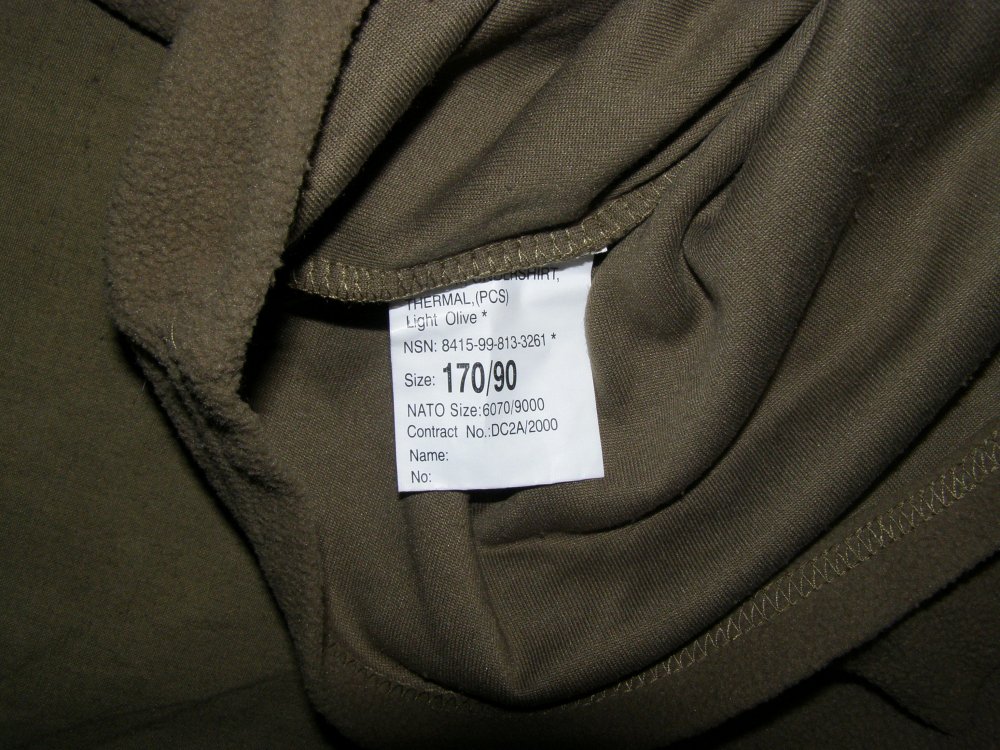 THERMAL,(PCS)
Light Olive *
NSN: 8415-99-813-3261 *
Size: 170/90
NATO Size:6070/9000
Contract No.:DC2A/2000
Name:
No: